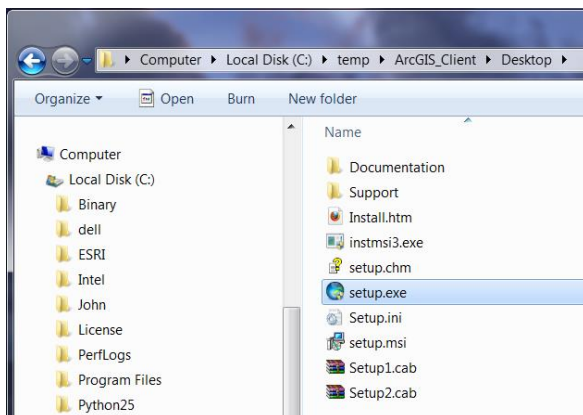 Computer Local Disk (C:) temp ArcGIS_Client Desktop
Organize Open Burn New folder
Computer
Local Disk (C:)
Binary
dell
ESRI
Intel
John
License
PerfLogs
Program Files
Python25
Name
Documentation
Support
Install.htm
instmsi3.exe
setup.chm
setup.exe
Setup.ini
setup.msi
Setup1.cab
Setup2.cab